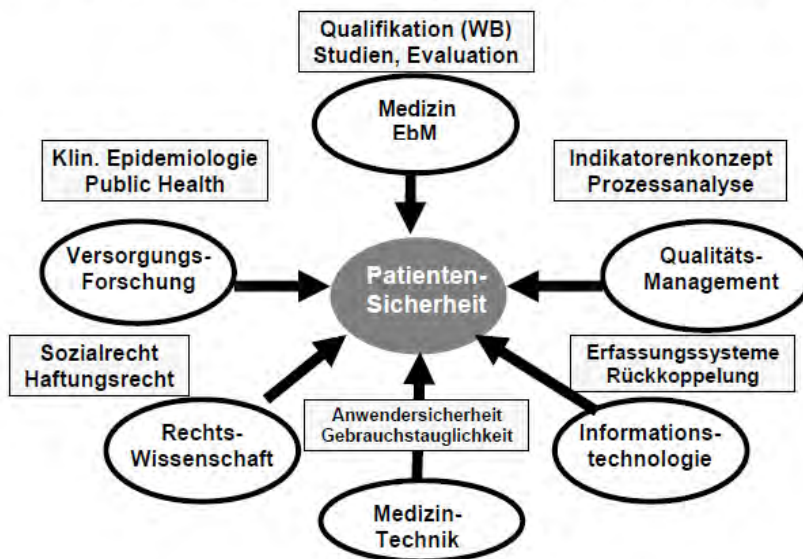 Qualifikation (WB)
Studien, Evaluation
Medizin
EbM
Klin. Epidemiologie
Public Health
Indikatorenkonzept
Prozessanalyse
Versorgungs-
Forschung
Patienten-
Sicherheit
Qualitäts-
Management
Sozialrecht
Haftungsrecht
Erfassungssysteme
Rückkoppelung
Anwendersicherheit
Gebrauchstauglichkeit
Rechts-
Wissenschaft
Informations-
technologie
Medizin-
Technik